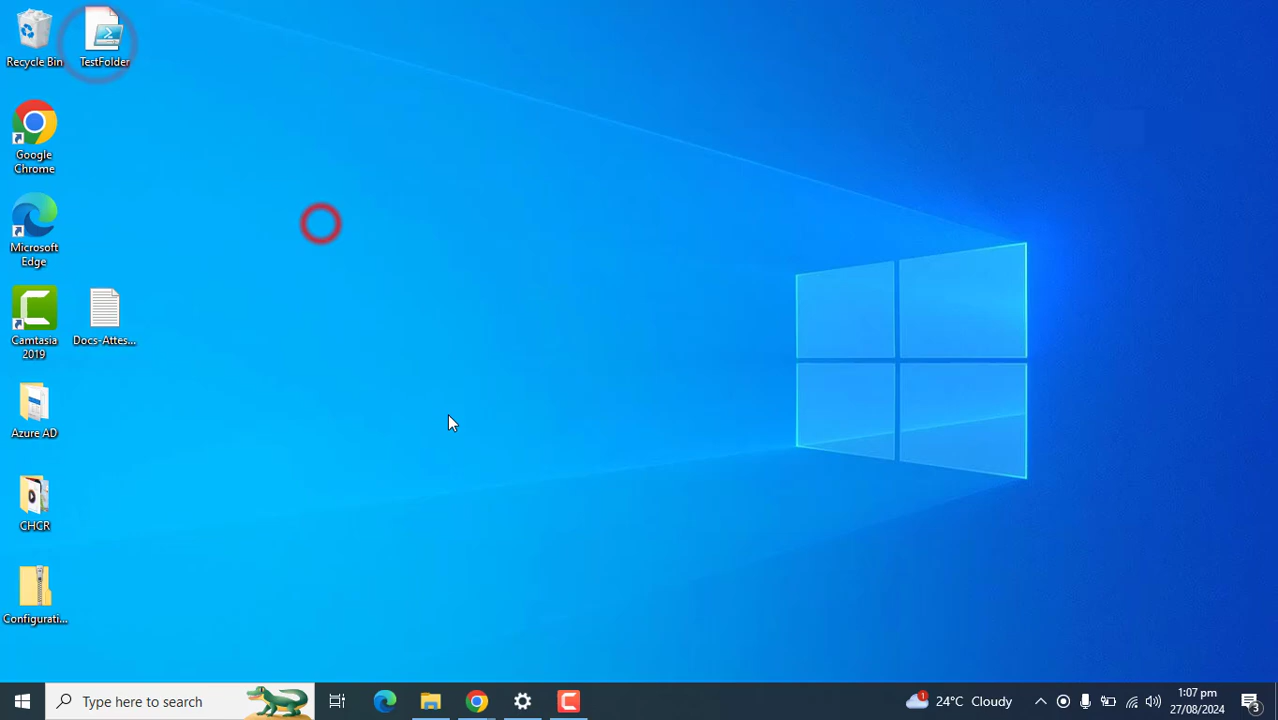 Recycle Bin
TestFolder
Google
Chrome
Microsoft
Edge
Camtasia
2019
Docs-Attes...
Azure AD
CHCR
Configurati...
Type here to search
1
24°C Cloudy
1:07 pm
27/08/2024
3